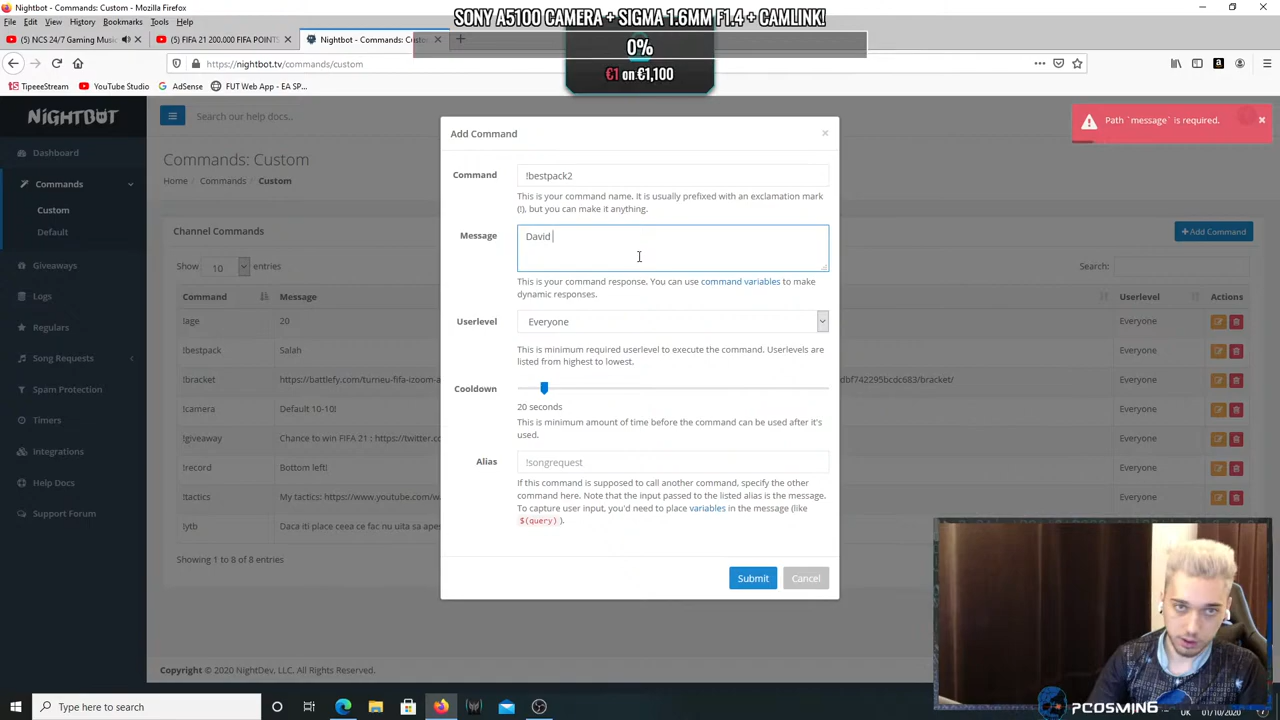 Nightbot - Commands: Custom - Mozilla Firefox
SONY A5100 CAMERA + SIGMA 1.6MM F1.4 + CAMLINK!
File Edit View History Bookmarks Tools Help
(5) NCS 24/7 Gaming Music
(5) FIFA 21 200.000 FIFA POINTS
Nightbot - Commands: Custo
0%
€1 on €1,100
https://nightbot.tv/commands/custom
TipeeeStream YouTube Studio AdSense FUT Web App - EA SP...
NIGHTBOT
Search our help docs..
Path `message` is required.
Dashboard
Commands
Custom
Default
Giveaways
Logs
Regulars
Song Requests
Spam Protection
Timers
Integrations
Help Docs
Support Forum
Commands: Custom
Home / Commands / Custom
Channel Commands
+Add Command
Show 10 entries
Search:
Command Message Userlevel Actions
!age 20 Everyone
!bestpack Salah Everyone
!bracket https://battlefy.com/turneu-fifa-izoom-a dbf742295bcdc683/bracket/ Everyone
!camera Default 10-10! Everyone
!giveaway Chance to win FIFA 21 : https://twitter.c Everyone
!record Bottom left! Everyone
!tactics My tactics: https://www.youtube.com/w Everyone
!ytb Daca iti place ceea ce fac nu uita sa apes
Showing 1 to 8 of 8 entries
Add Command
×
Command
!bestpack2
This is your command name. It is usually prefixed with an exclamation mark
(!), but you can make it anything.
Message
David
This is your command response. You can use command variables to make
dynamic responses.
Userlevel
Everyone
This is minimum required userlevel to execute the command. Userlevels are
listed from highest to lowest.
Cooldown
20 seconds
This is minimum amount of time before the command can be used after it's
used.
Alias
!songrequest
If this command is supposed to call another command, specify the other
command here. Note that the input passed to the listed alias is the message.
To capture user input, you'd need to place variables in the message (like
$(query) ).
Submit Cancel
Copyright © 2020 NightDev, LLC. All Rights Reserved.
Type here to search
PCOSMIN6
UK
01/10/2020